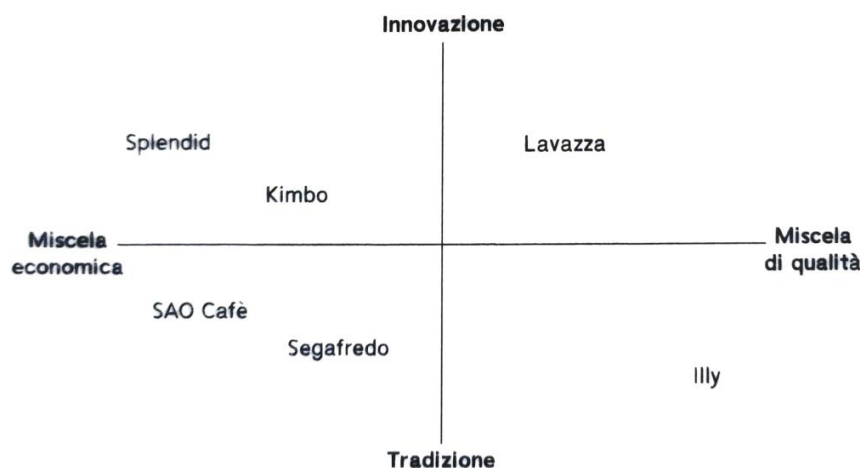 Innovazione
Splendid
Lavazza
Kimbo
Miscela
economica
Miscela
di qualità
SAO Cafè
Segafredo
Illy
Tradizione